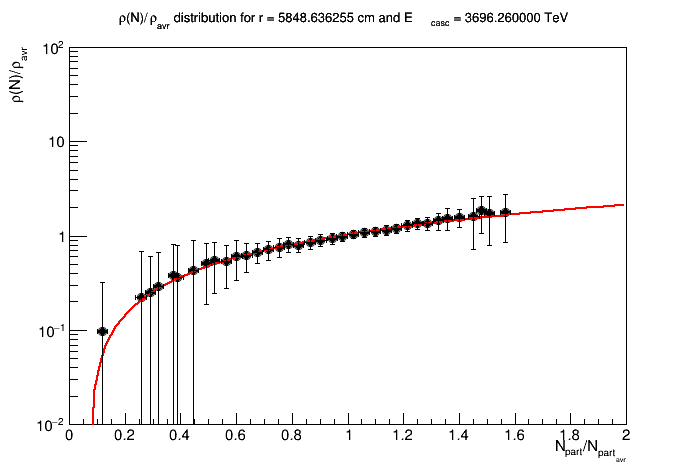 ρ(N)/ρavr distribution for r = 5848.636255 cm and E casc = 3696.260000 TeV
ρ(N)/ρavr
10²
10
1
10⁻¹
10⁻²
0 0.2 0.4 0.6 0.8 1 1.2 1.4 1.6 1.8 2
Npart/Npartavr